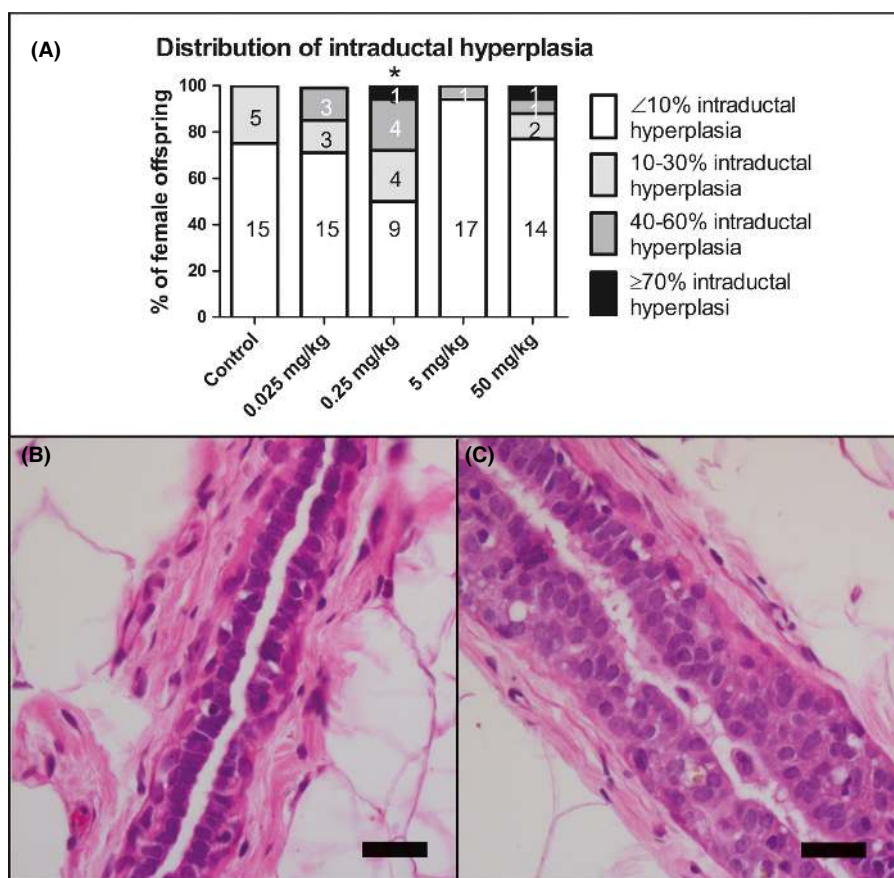 (A)
Distribution of intraductal hyperplasia
*
% of female offspring
100
80
60
40
20
0
5
15
3
3
15
1
4
4
9
1
17
1
1
2
14
Control
0.025 mg/kg
0.25 mg/kg
5 mg/kg
50 mg/kg
∠10% intraductal
hyperplasia
10-30% intraductal
hyperplasia
40-60% intraductal
hyperplasia
≥70% intraductal
hyperplasi
(B)
(C)